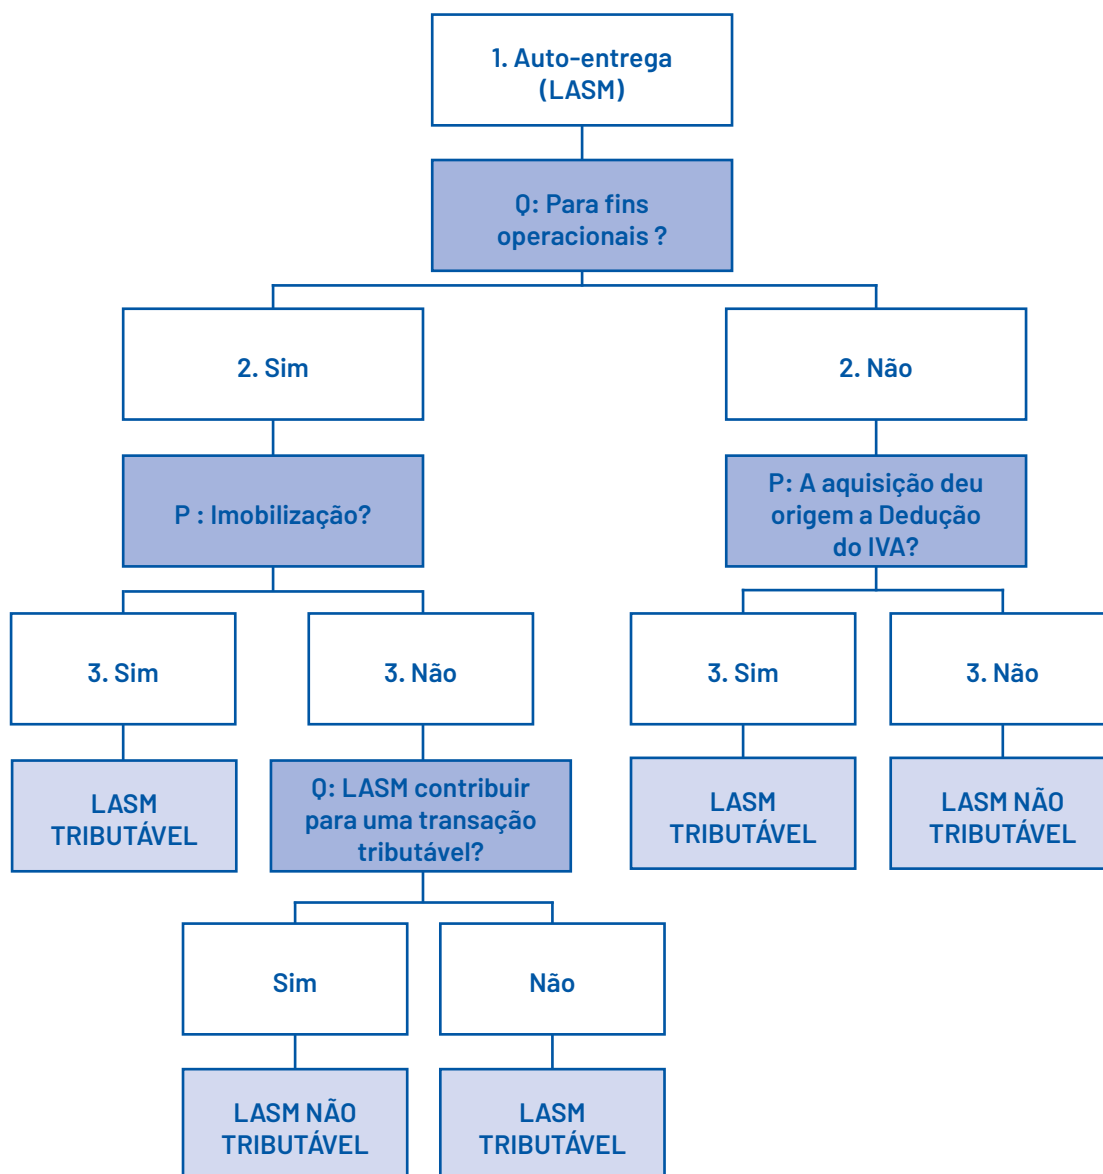 1. Auto-entrega
(LASM)
Q: Para fins
operacionais ?
2. Sim
2. Não
P : Imobilização?
P: A aquisição deu
origem a Dedução
do IVA?
3. Sim
3. Não
3. Sim
3. Não
LASM
TRIBUTÁVEL
Q: LASM contribuir
para uma transação
tributável?
LASM
TRIBUTÁVEL
LASM NÃO
TRIBUTÁVEL
Sim
Não
LASM NÃO
TRIBUTÁVEL
LASM
TRIBUTÁVEL